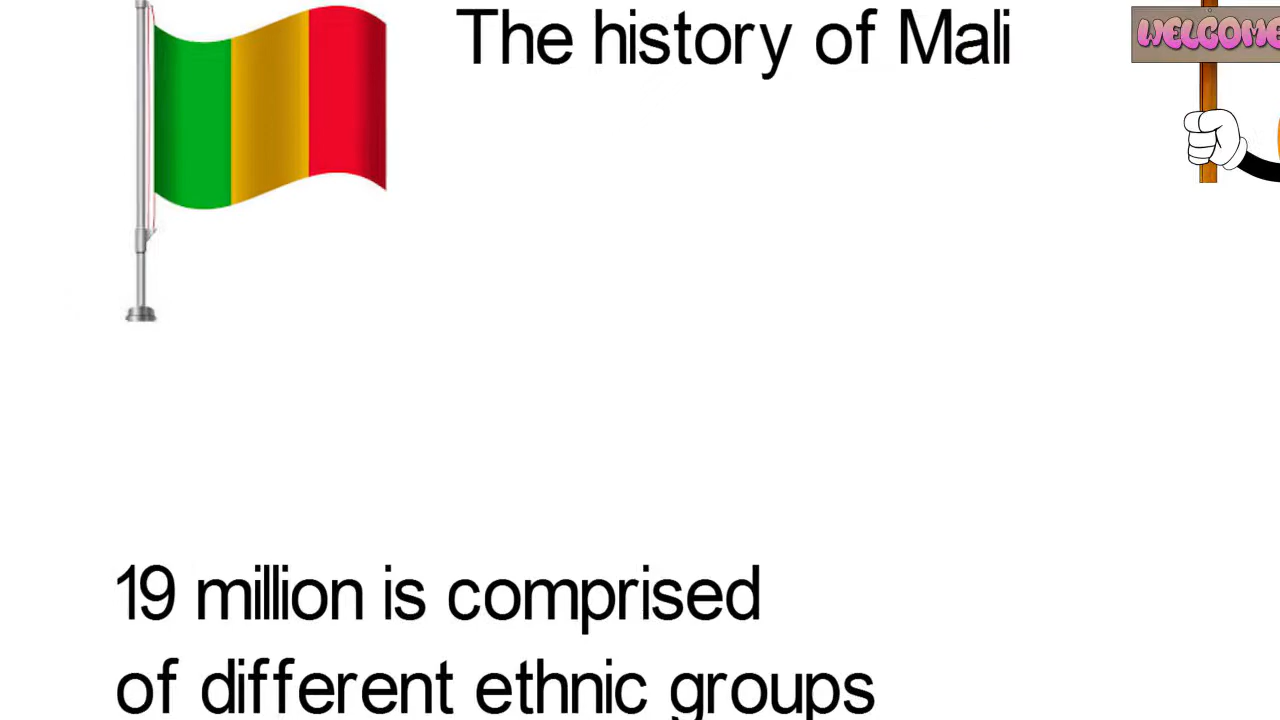 The history of Mali
WELCOME
19 million is comprised
of different ethnic groups